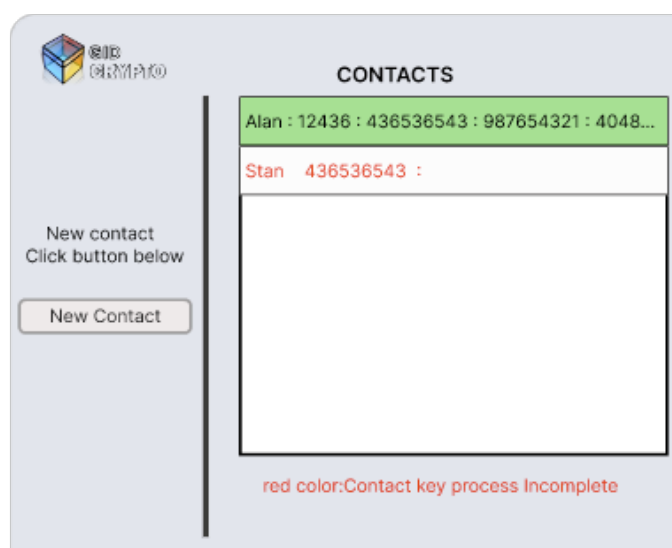 CRYPTO
CONTACTS
Alan : 12436 : 436536543 : 987654321 : 4048...
Stan 436536543 :
New contact
Click button below
New Contact
red color:Contact key process Incomplete